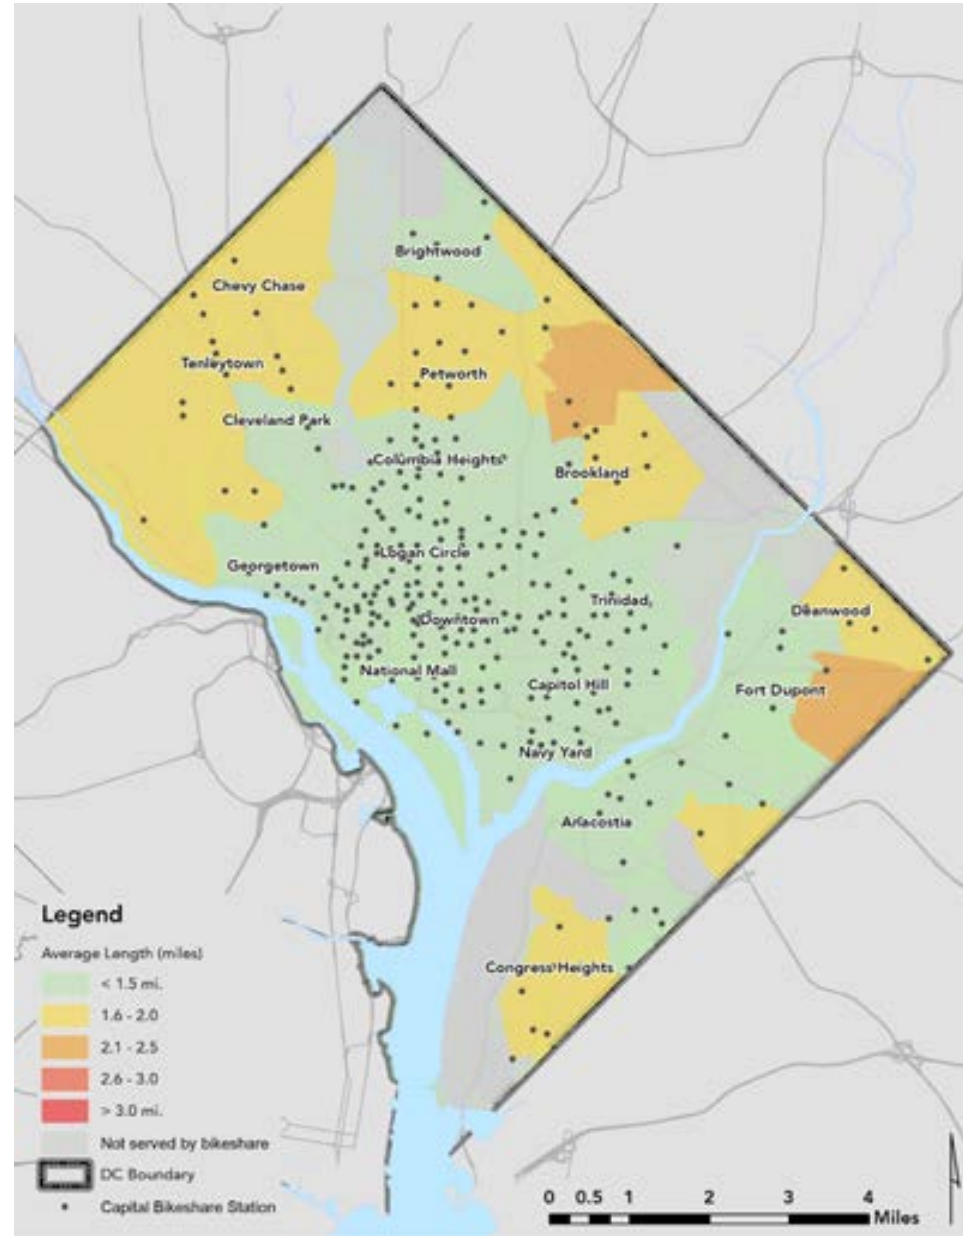 Brightwood
Chevy Chase
Tenleytown
Petworth
Cleveland Park
Columbia Heights
Brookland
Logan Circle
Georgetown
Trinidad
Deanwood
Downtown
National Mall
Capitol Hill
Fort Dupont
Navy Yard
Anacostia
Congress Heights
Legend
Average Length (miles)
< 1.5 mi.
1.6 - 2.0
2.1 - 2.5
2.6 - 3.0
> 3.0 mi.
Not served by bikeshare
DC Boundary
Capital Bikeshare Station
0 0.5 1 2 3 4
Miles